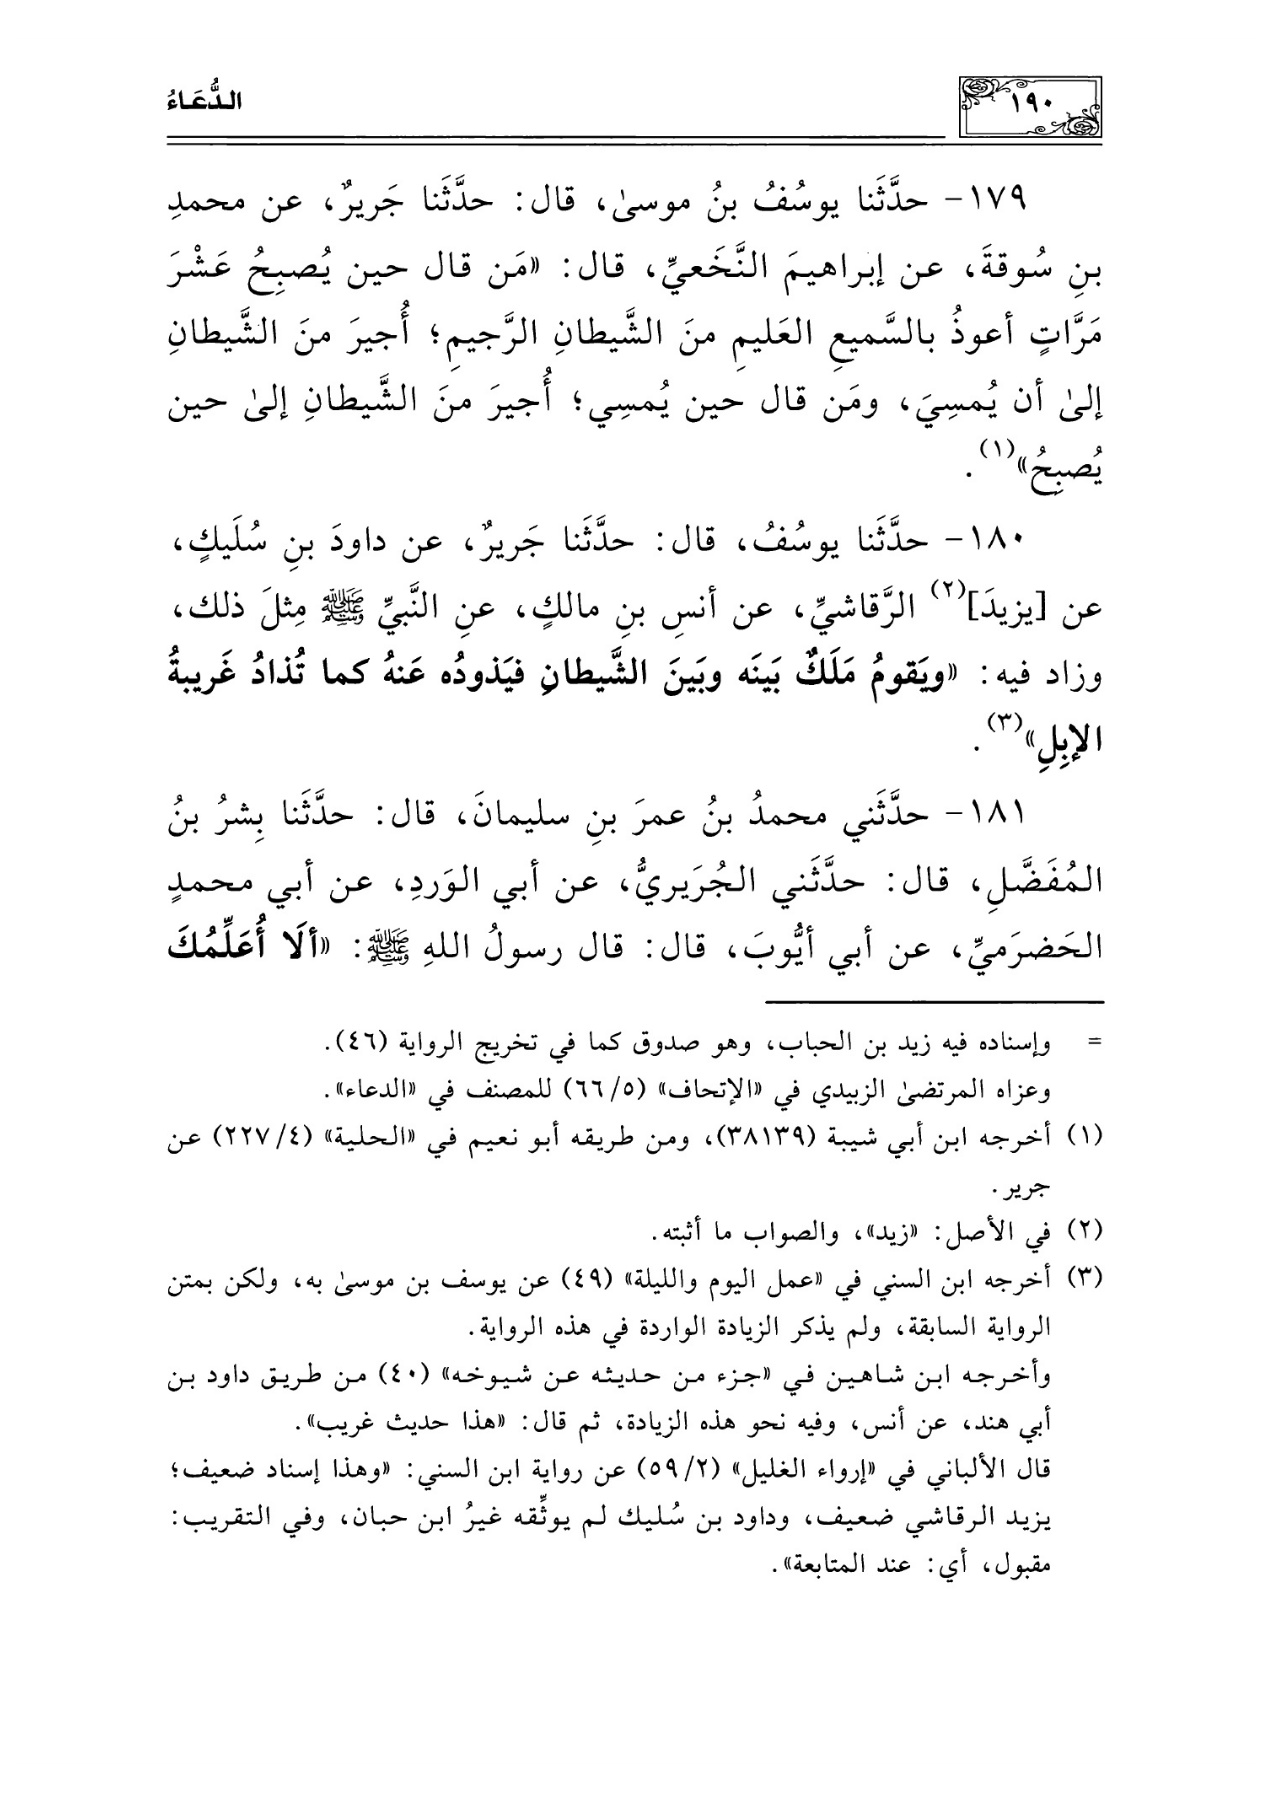 ١٩٠
الدُّعَاءُ
١٧٩- حدَّثَنا يوسُفُ بنُ موسىٰ، قال: حدَّثَنا جَريرٌ، عن محمدِ
بنِ سُوقةَ، عن إبراهيمَ النَّخَعيِّ، قال: «مَن قال حين يُصبِحُ عَشْرَ
مَرَّاتٍ أعوذُ بالسَّميعِ العَليمِ منَ الشَّيطانِ الرَّجيمِ؛ أُجيرَ منَ الشَّيطانِ
إلىٰ أن يُمسِيَ، ومَن قال حين يُمسِي؛ أُجيرَ منَ الشَّيطانِ إلىٰ حين
يُصبِحُ»(١).
١٨٠- حدَّثَنا يوسُفُ، قال: حدَّثَنا جَريرٌ، عن داودَ بنِ سُلَيكٍ،
عن [يزيدَ](٢) الرَّقاشيِّ، عن أنسِ بنِ مالكٍ، عنِ النَّبيِّ ﷺ مِثلَ ذلك،
وزاد فيه: «ويَقومُ مَلَكٌ بَينَه وبَينَ الشَّيطانِ فيَذودُه عَنهُ كما تُذادُ غَريبةُ
الإبِلِ»(٣).
١٨١- حدَّثَني محمدُ بنُ عمرَ بنِ سليمانَ، قال: حدَّثَنا بِشرُ بنُ
المُفَضَّلِ، قال: حدَّثَني الجُرَيريُّ، عن أبي الوَردِ، عن أبي محمدٍ
الحَضرَميِّ، عن أبي أيُّوبَ، قال: قال رسولُ اللهِ ﷺ: «ألَا أُعَلِّمُكَ
= وإسناده فيه زيد بن الحباب، وهو صدوق كما في تخريج الرواية (٤٦).
وعزاه المرتضىٰ الزبيدي في «الإتحاف» (٦٦/٥) للمصنف في «الدعاء».
(١) أخرجه ابن أبي شيبة (٣٨١٣٩)، ومن طريقه أبو نعيم في «الحلية» (٢٢٧/٤) عن
جرير.
(٢) في الأصل: «زيد»، والصواب ما أثبته.
(٣) أخرجه ابن السني في «عمل اليوم والليلة» (٤٩) عن يوسف بن موسىٰ به، ولكن بمتن
الرواية السابقة، ولم يذكر الزيادة الواردة في هذه الرواية.
وأخرجه ابن شاهين في «جزء من حديثه عن شيوخه» (٤٠) من طريق داود بن
أبي هند، عن أنس، وفيه نحو هذه الزيادة، ثم قال: «هذا حديث غريب».
قال الألباني في «إرواء الغليل» (٥٩/٢) عن رواية ابن السني: «وهذا إسناد ضعيف؛
يزيد الرقاشي ضعيف، وداود بن سُليك لم يوثِّقه غيرُ ابن حبان، وفي التقريب:
مقبول، أي: عند المتابعة».